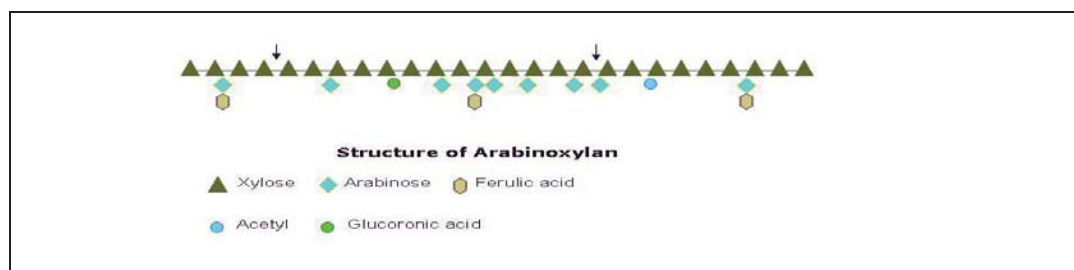 Structure of Arabinoxylan
Xylose Arabinose Ferulic acid
Acetyl Glucoronic acid